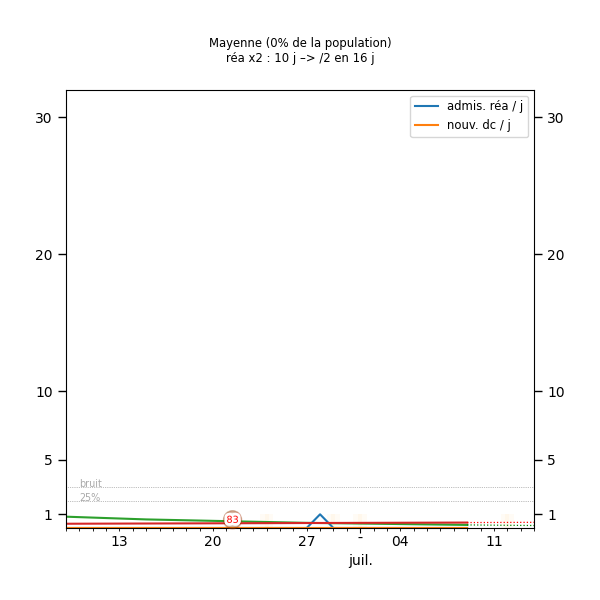 Mayenne (0% de la population)
réa x2 : 10 j –> /2 en 16 j
admis. réa / j
nouv. dc / j
30 30
20 20
10 10
5 5
bruit
25%
1 83 1
13 20 27 - 04 11
juil.